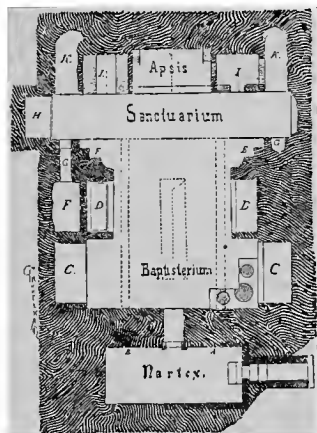 K. K.
L. Apsis I
H Sanctuarium
G F E G
F D D
C. Baptisterium C
B A
Nartex.